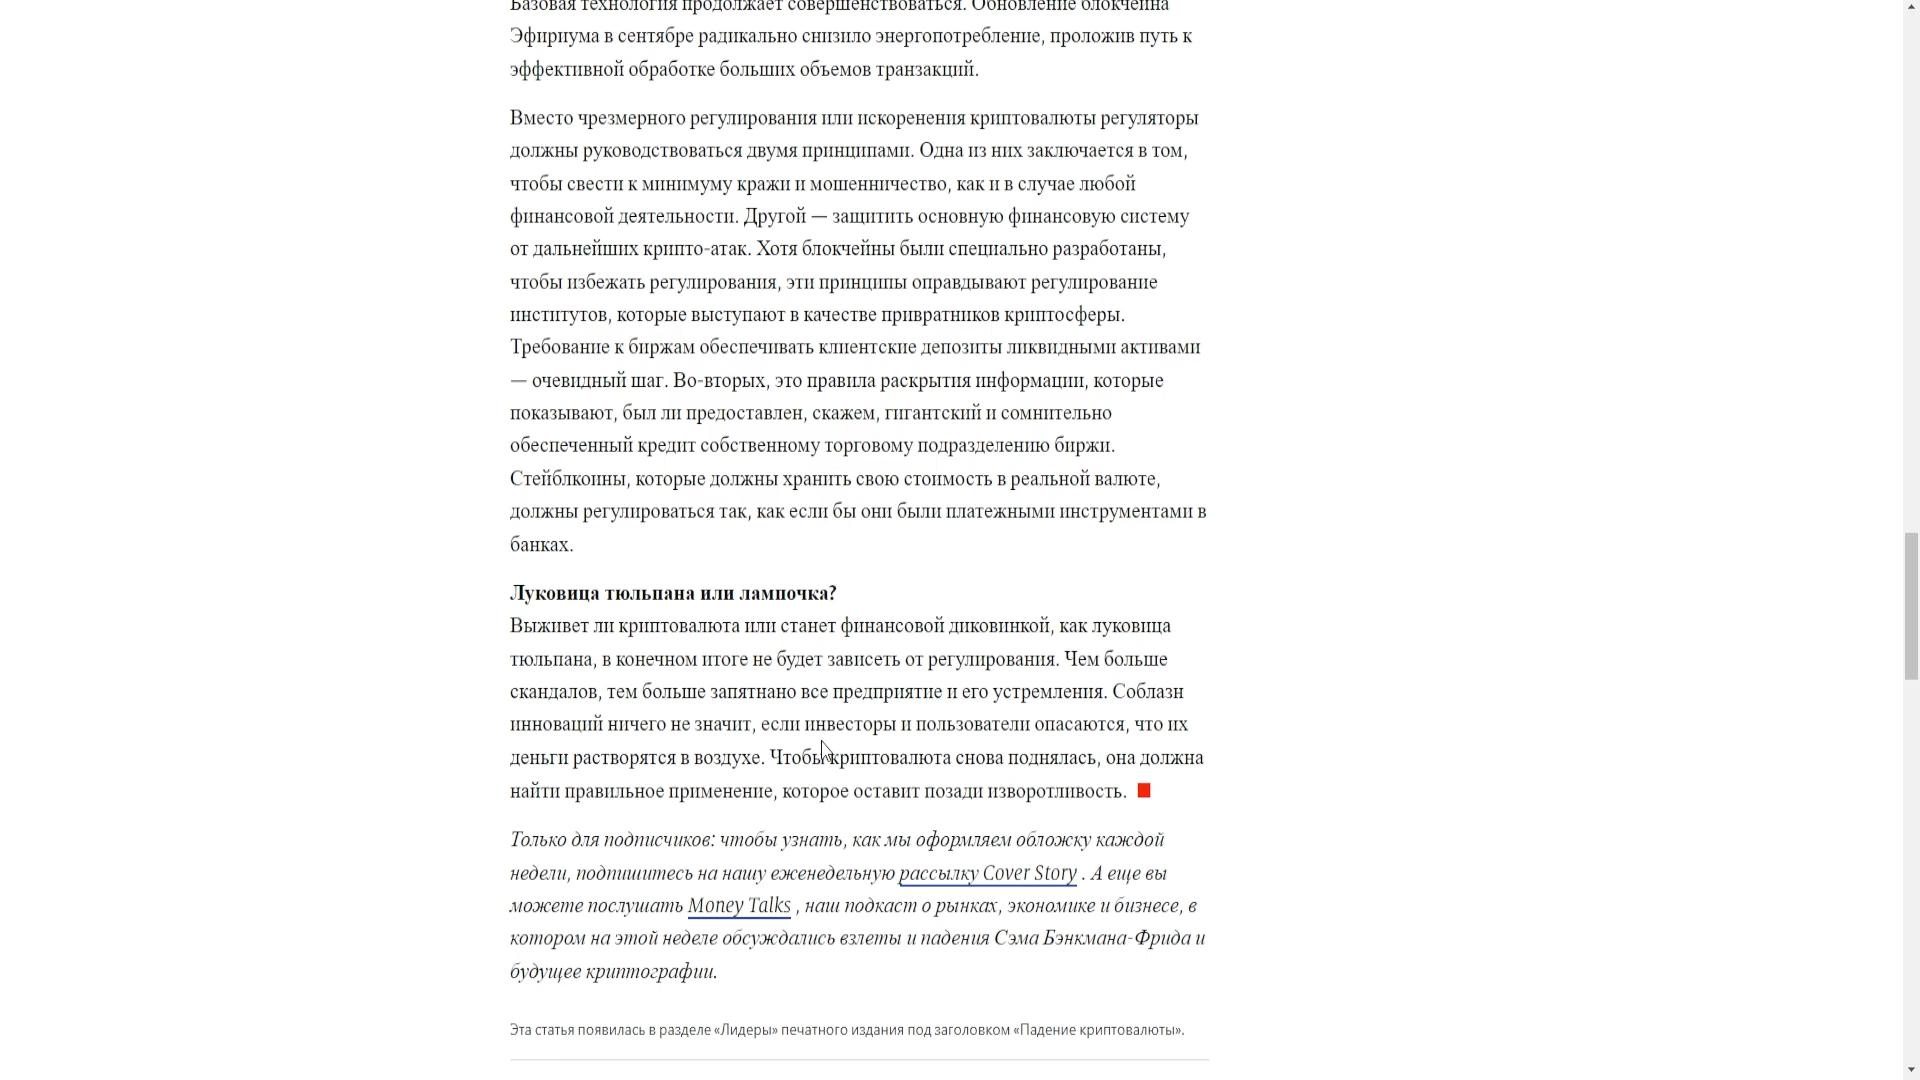 Базовая технология продолжает совершенствоваться. Обновление блокчейна
Эфириума в сентябре радикально снизило энергопотребление, проложив путь к
эффективной обработке больших объемов транзакций.
Вместо чрезмерного регулирования или искоренения криптовалюты регуляторы
должны руководствоваться двумя принципами. Одна из них заключается в том,
чтобы свести к минимуму кражи и мошенничество, как и в случае любой
финансовой деятельности. Другой — защитить основную финансовую систему
от дальнейших крипто-атак. Хотя блокчейны были специально разработаны,
чтобы избежать регулирования, эти принципы оправдывают регулирование
институтов, которые выступают в качестве привратников криптосферы.
Требование к биржам обеспечивать клиентские депозиты ликвидными активами
— очевидный шаг. Во-вторых, это правила раскрытия информации, которые
показывают, был ли предоставлен, скажем, гигантский и сомнительно
обеспеченный кредит собственному торговому подразделению биржи.
Стейблкоины, которые должны хранить свою стоимость в реальной валюте,
должны регулироваться так, как если бы они были платежными инструментами в
банках.
Луковица тюльпана или лампочка?
Выживет ли криптовалюта или станет финансовой диковинкой, как луковица
тюльпана, в конечном итоге не будет зависеть от регулирования. Чем больше
скандалов, тем больше запятнано все предприятие и его устремления. Соблазн
инноваций ничего не значит, если инвесторы и пользователи опасаются, что их
деньги растворятся в воздухе. Чтобы криптовалюта снова поднялась, она должна
найти правильное применение, которое оставит позади изворотливость.
Только для подписчиков: чтобы узнать, как мы оформляем обложку каждой
недели, подпишитесь на нашу еженедельную рассылку Cover Story . А еще вы
можете послушать Money Talks , наш подкаст о рынках, экономике и бизнесе, в
котором на этой неделе обсуждались взлеты и падения Сэма Бэнкмана-Фрида и
будущее криптографии.
Эта статья появилась в разделе «Лидеры» печатного издания под заголовком «Падение криптовалюты».